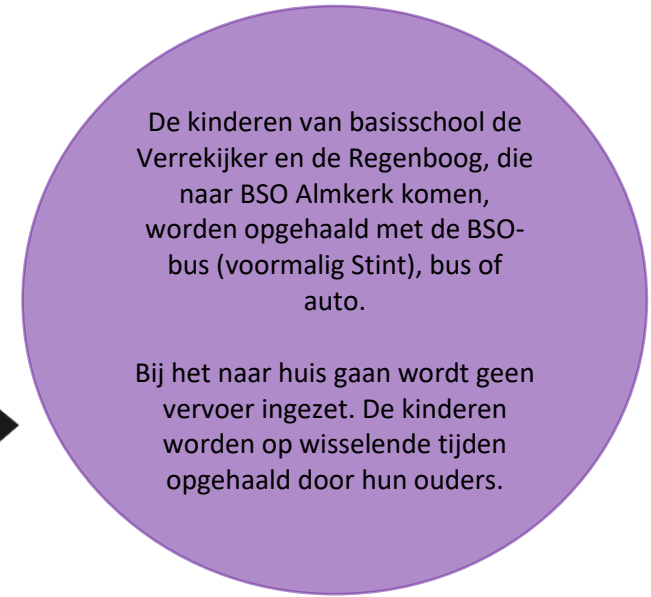 De kinderen van basisschool de
Verrekijker en de Regenboog, die
naar BSO Almkerk komen,
worden opgehaald met de BSO-
bus (voormalig Stint), bus of
auto.
Bij het naar huis gaan wordt geen
vervoer ingezet. De kinderen
worden op wisselende tijden
opgehaald door hun ouders.